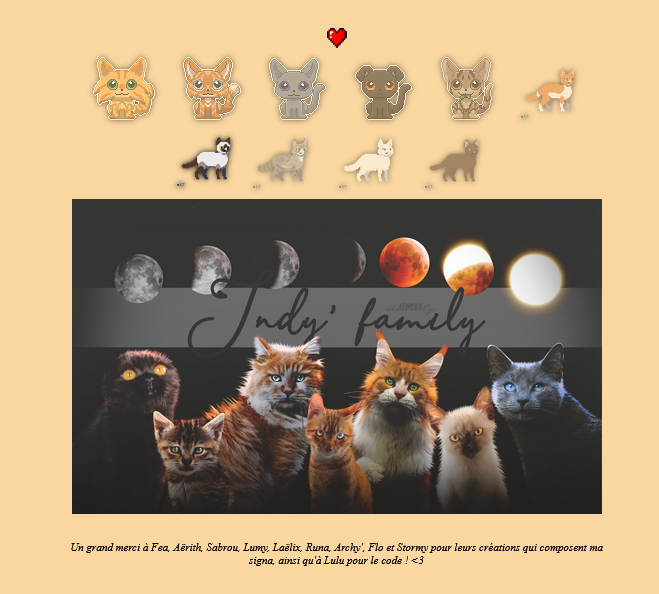 Indy' family
Un grand merci à Fea, Aërith, Sabrou, Lumy, Laëlix, Runa, Archy', Flo et Stormy pour leurs créations qui composent ma
signa, ainsi qu'à Lulu pour le code ! <3